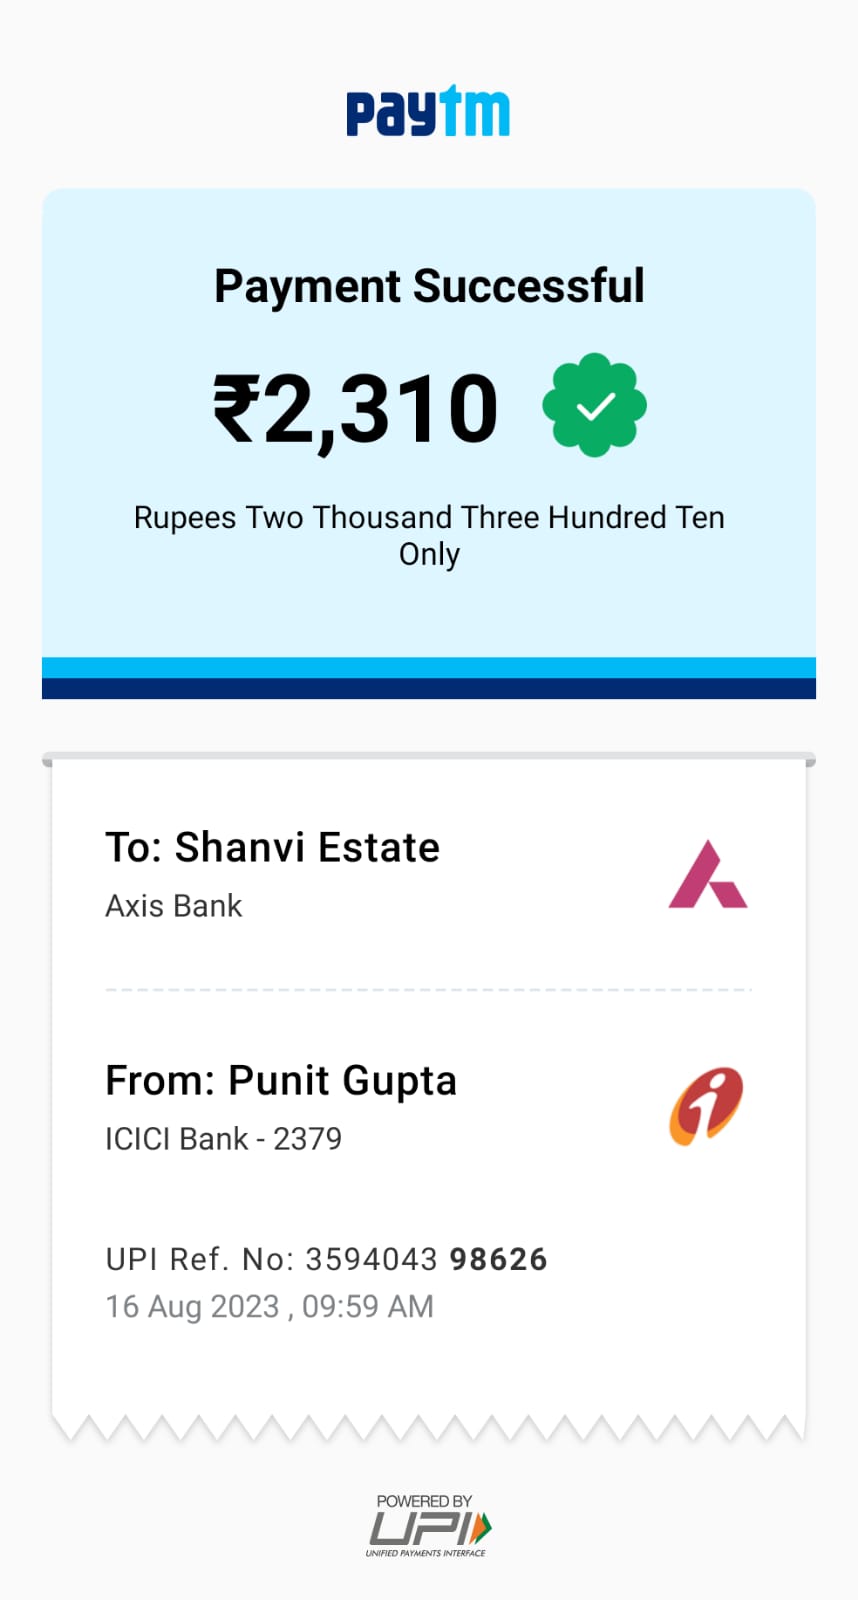 paytm
Payment Successful
₹2,310
Rupees Two Thousand Three Hundred Ten
Only
To: Shanvi Estate
Axis Bank
From: Punit Gupta
ICICI Bank - 2379
UPI Ref. No: 3594043 98626
16 Aug 2023 , 09:59 AM
POWERED BY
UPI
UNIFIED PAYMENTS INTERFACE